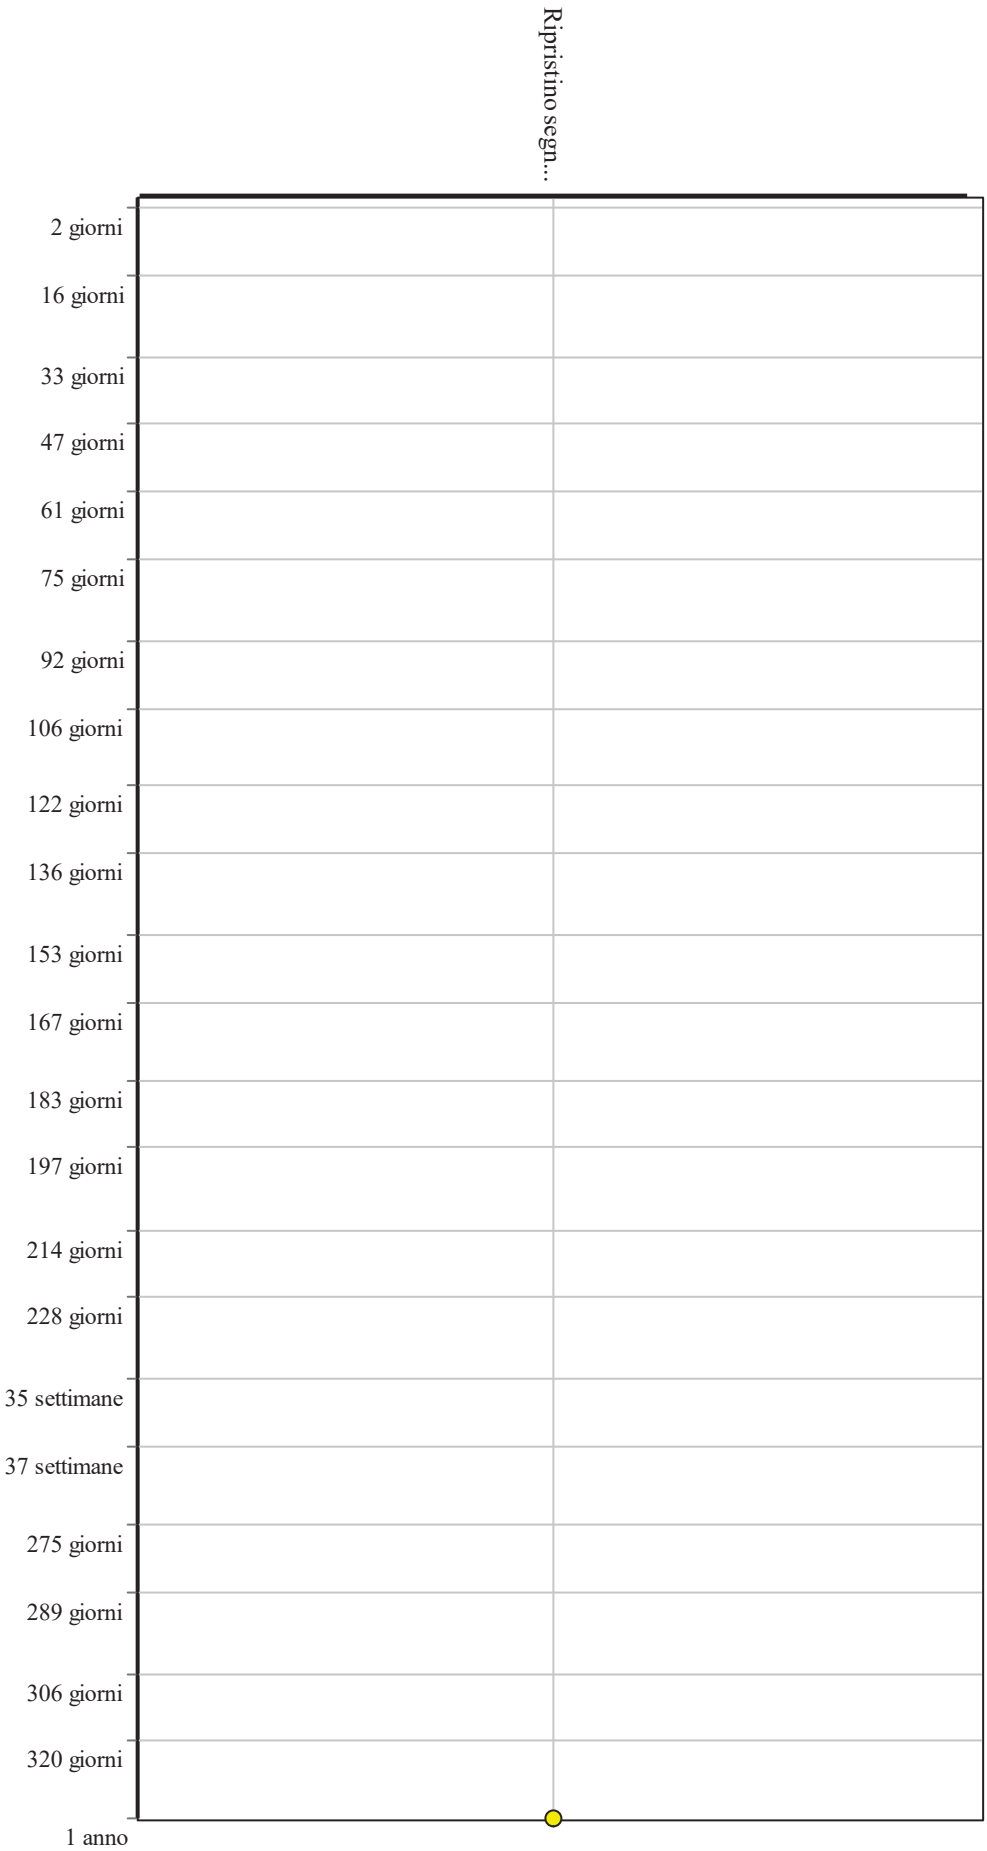 Ripristino segn...
2 giorni
16 giorni
33 giorni
47 giorni
61 giorni
75 giorni
92 giorni
106 giorni
122 giorni
136 giorni
153 giorni
167 giorni
183 giorni
197 giorni
214 giorni
228 giorni
35 settimane
37 settimane
275 giorni
289 giorni
306 giorni
320 giorni
1 anno